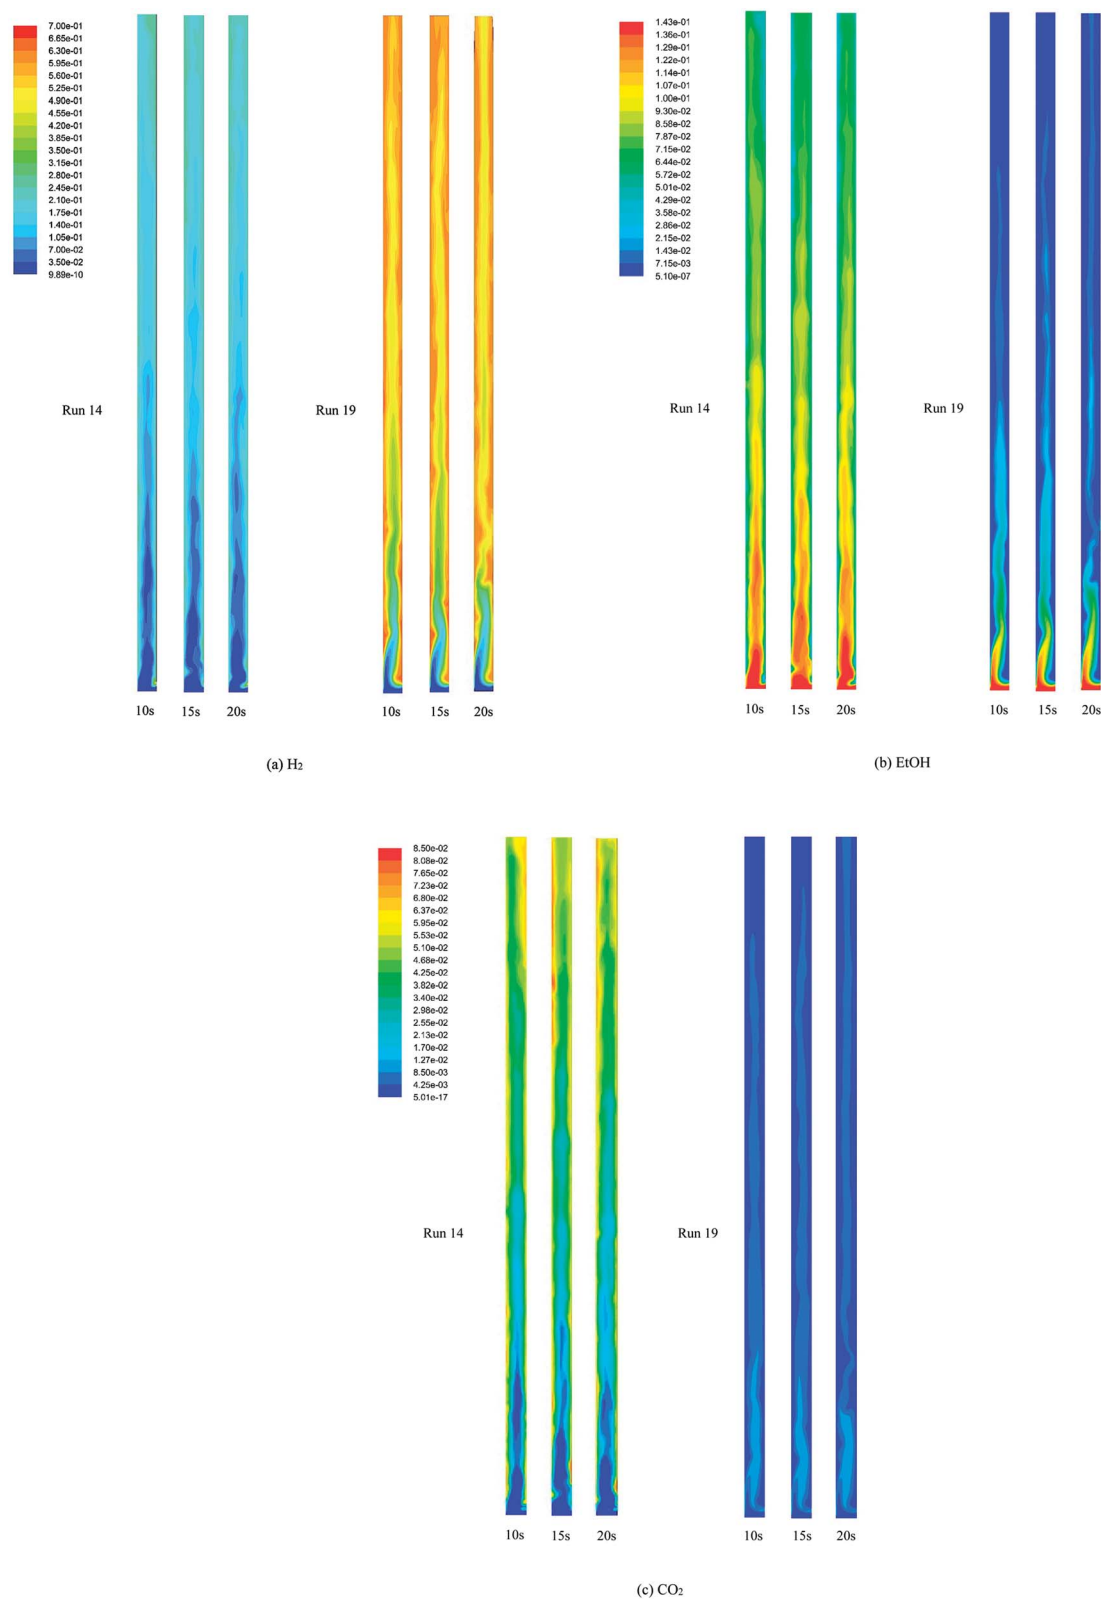 7.00e-01
6.65e-01
6.30e-01
5.95e-01
5.60e-01
5.25e-01
4.90e-01
4.55e-01
4.20e-01
3.85e-01
3.50e-01
3.15e-01
2.80e-01
2.45e-01
2.10e-01
1.75e-01
1.40e-01
1.05e-01
7.00e-02
3.50e-02
9.89e-10
Run 14
10s 15s 20s
Run 19
10s 15s 20s
(a) H₂
1.43e-01
1.36e-01
1.29e-01
1.22e-01
1.14e-01
1.07e-01
1.00e-01
9.30e-02
8.58e-02
7.87e-02
7.15e-02
6.44e-02
5.72e-02
5.01e-02
4.29e-02
3.58e-02
2.86e-02
2.15e-02
1.43e-02
7.15e-03
5.10e-07
Run 14
10s 15s 20s
Run 19
10s 15s 20s
(b) EtOH
8.50e-02
8.08e-02
7.65e-02
7.23e-02
6.80e-02
6.37e-02
5.95e-02
5.53e-02
5.10e-02
4.68e-02
4.25e-02
3.82e-02
3.40e-02
2.98e-02
2.55e-02
2.13e-02
1.70e-02
1.27e-02
8.50e-03
4.25e-03
5.01e-17
Run 14
10s 15s 20s
Run 19
10s 15s 20s
(c) CO₂